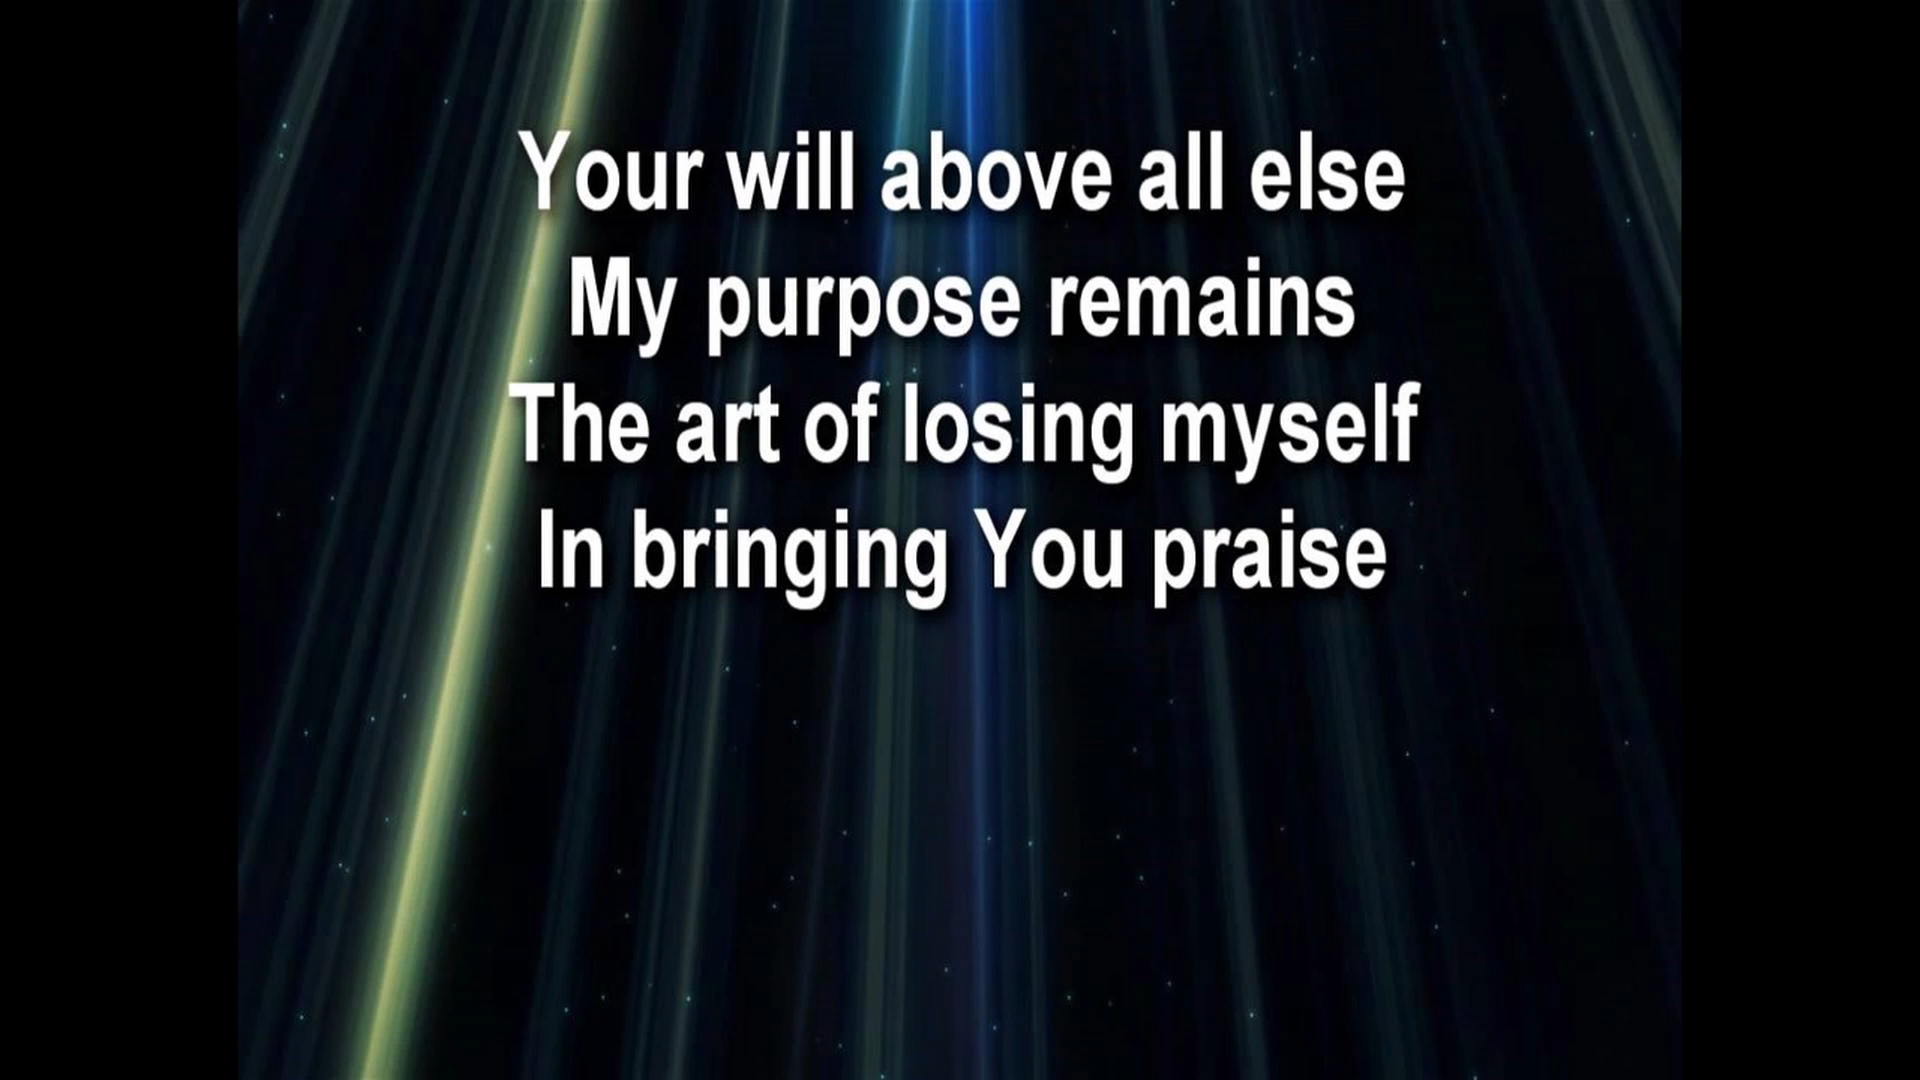 Your will above all else
My purpose remains
The art of losing myself
In bringing You praise